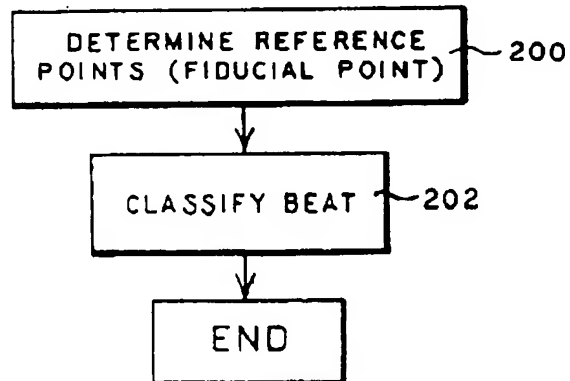 DETERMINE REFERENCE
POINTS (FIDUCIAL POINT)
200
CLASSIFY BEAT
202
END